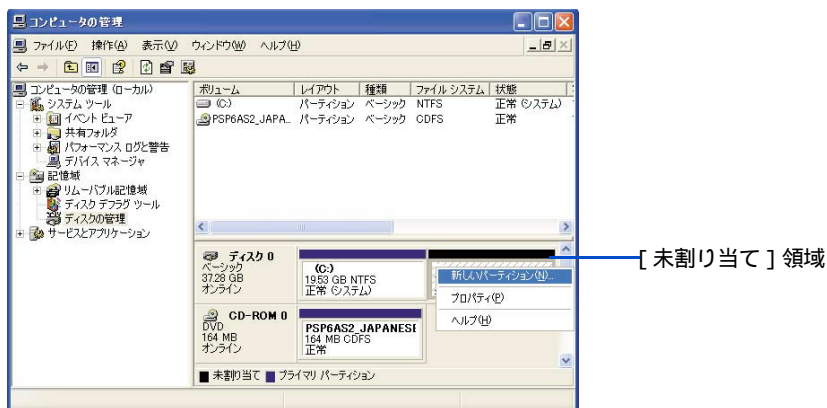 コンピュータの管理
ファイル(F) 操作(A) 表示(V) ウィンドウ(W) ヘルプ(H)
コンピュータの管理 (ローカル)
システム ツール
イベント ビューア
共有フォルダ
パフォーマンス ログと警告
デバイス マネージャ
記憶域
リムーバブル記憶域
ディスク デフラグ ツール
ディスクの管理
サービスとアプリケーション
ボリューム レイアウト 種類 ファイル システム 状態
(C:) パーティション ベーシック NTFS 正常 (システム)
PSP6AS2_JAPA... パーティション ベーシック CDFS 正常
ディスク 0
ベーシック
37.28 GB
オンライン
(C:)
19.53 GB NTFS
正常 (システム)
新しいパーティション(N)...
プロパティ(P)
ヘルプ(H)
[ 未割り当て ] 領域
CD-ROM 0
DVD
164 MB
オンライン
PSP6AS2_JAPANESE
164 MB CDFS
正常
未割り当て プライマリ パーティション